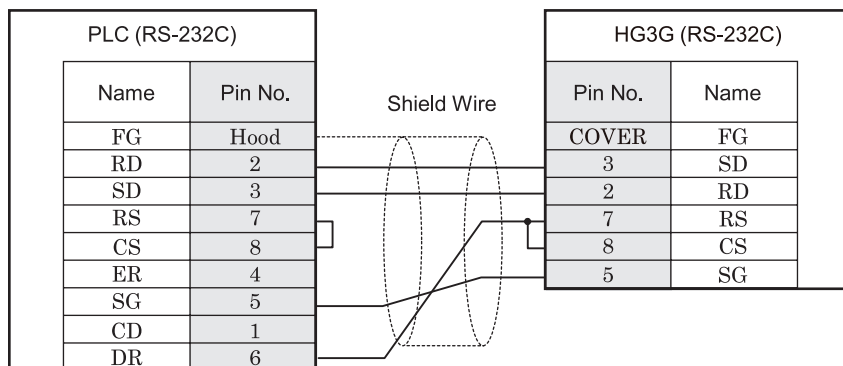 PLC (RS-232C)
Name Pin No.
FG Hood
RD 2
SD 3
RS 7
CS 8
ER 4
SG 5
CD 1
DR 6
Shield Wire
HG3G (RS-232C)
Pin No. Name
COVER FG
3 SD
2 RD
7 RS
8 CS
5 SG